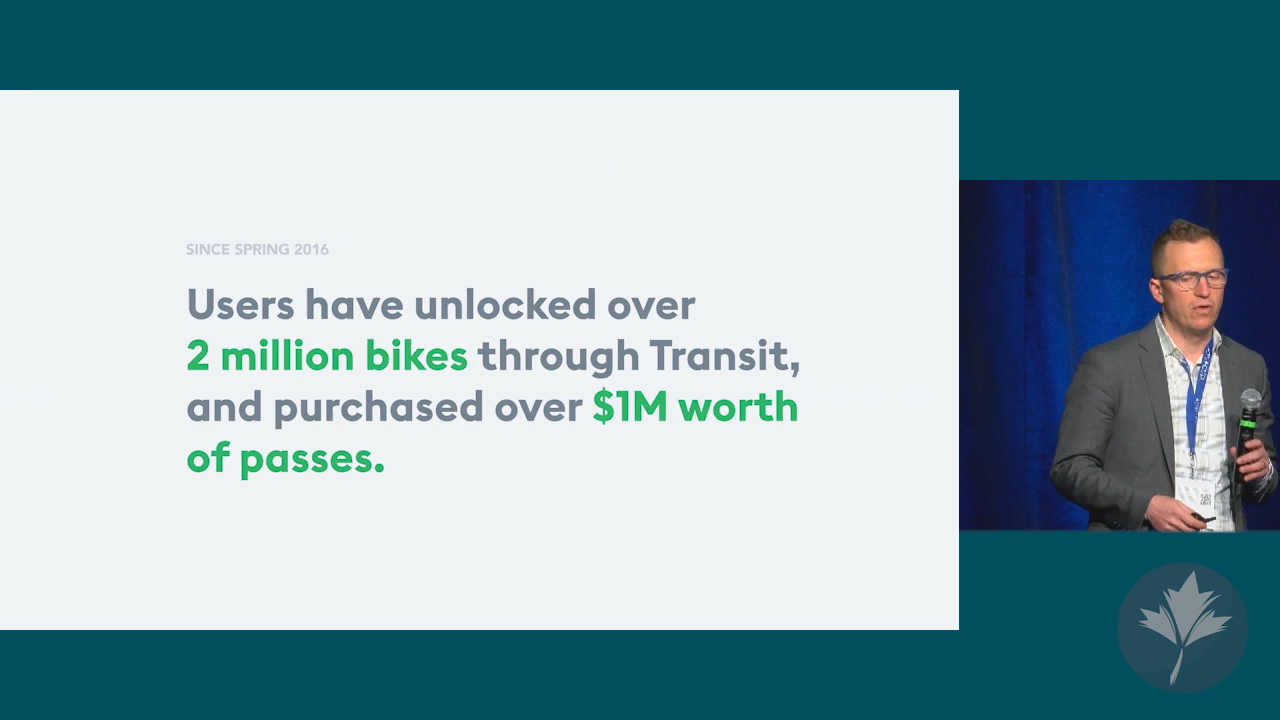 SINCE SPRING 2016
Users have unlocked over
2 million bikes through Transit,
and purchased over $1M worth
of passes.